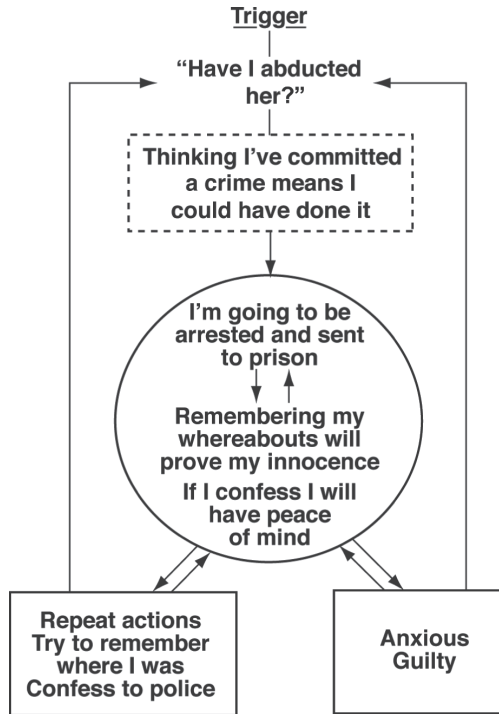 Trigger
“Have I abducted
her?”
Thinking I’ve committed
a crime means I
could have done it
I’m going to be
arrested and sent
to prison
Remembering my
whereabouts will
prove my innocence
If I confess I will
have peace
of mind
Repeat actions
Try to remember
where I was
Confess to police
Anxious
Guilty